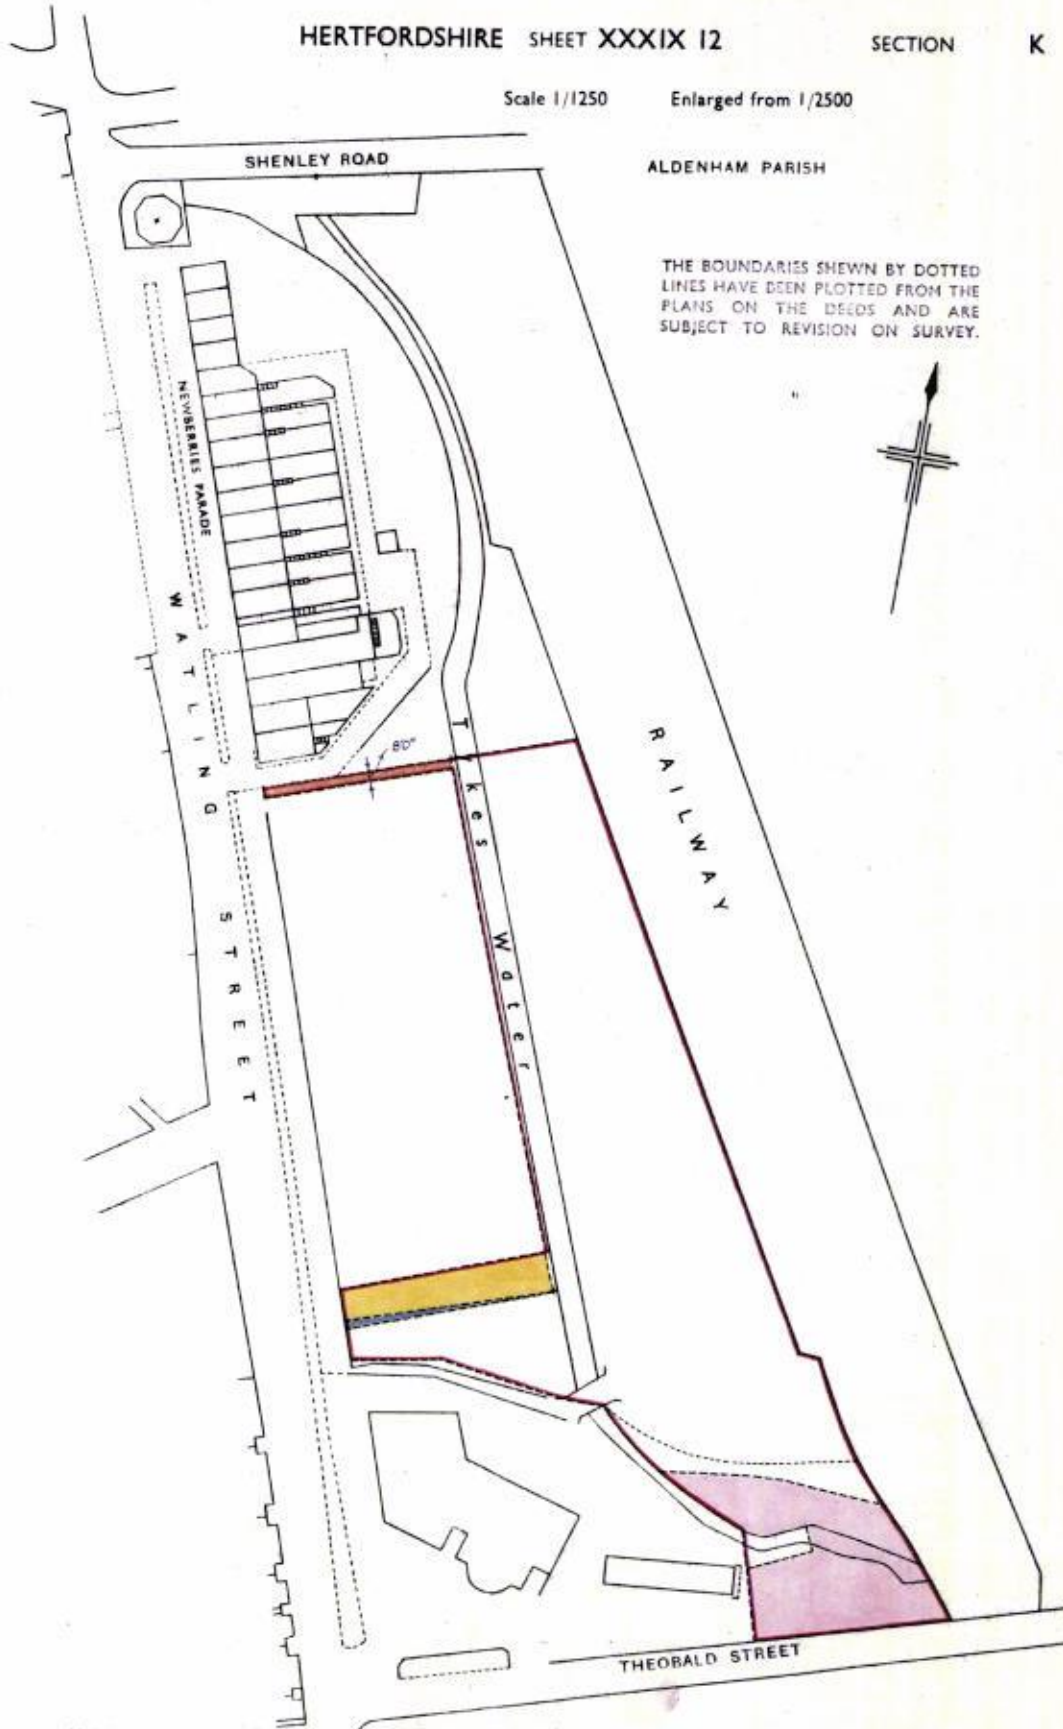 HERTFORDSHIRE SHEET XXXIX 12 SECTION K
Scale 1/1250 Enlarged from 1/2500
SHENLEY ROAD
ALDENHAM PARISH
THE BOUNDARIES SHEWN BY DOTTED
LINES HAVE BEEN PLOTTED FROM THE
PLANS ON THE DEEDS AND ARE
SUBJECT TO REVISION ON SURVEY.
NEWBERRIES PARADE
WATLING STREET
8'0"
Tykes Water
RAILWAY
THEOBALD STREET